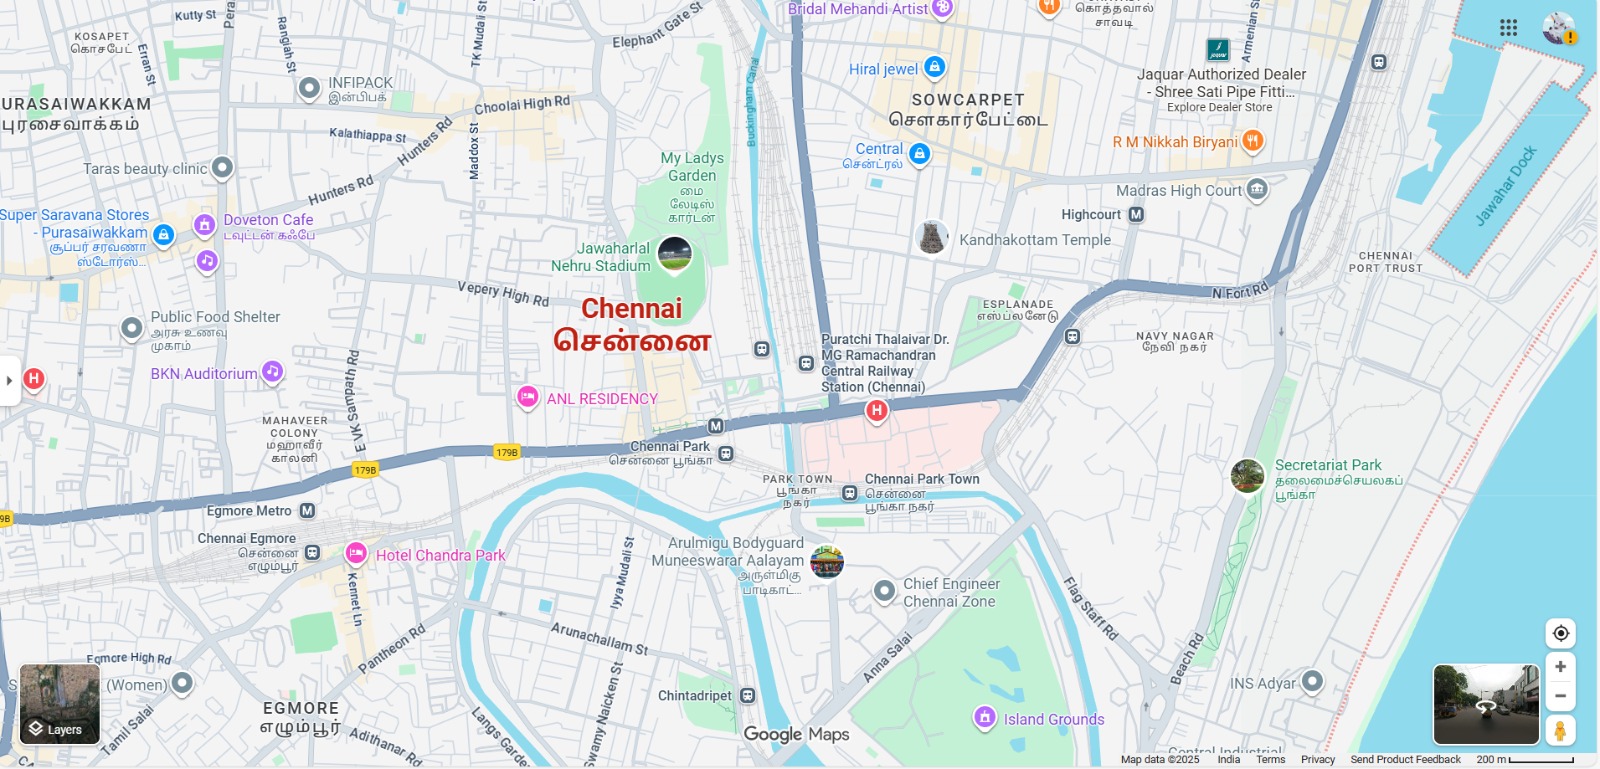 Kutty St
KOSAPET
கொசபேட்
Erran St
Rangiah St
TK Mudali St
Elephant Gate St
Bridal Mehandi Artist
Armenian St
Jaquar Authorized Dealer
- Shree Sati Pipe Fitti...
Explore Dealer Store
INFIPACK
இன்பிபக்
Hiral jewel
SOWCARPET
சௌகார்பேட்டை
URASAIWAKKAM
புரசைவாக்கம்
Choolai High Rd
Kalathiappa St
Hunters Rd
Maddox St
Buckingham Canal
Central
சென்ட்ரல்
R M Nikkah Biryani
Taras beauty clinic
Hunters Rd
My Ladys
Garden
மை
லேடிஸ்
கார்டன்
Madras High Court
Highcourt
Jawahar Dock
Super Saravana Stores
- Purasaiwakkam
சூப்பர் சரவணா
ஸ்டோரஸ்...
Doveton Cafe
டவுட்டன் கஃபே
Jawaharlal
Nehru Stadium
Kandhakottam Temple
CHENNAI
PORT TRUST
Vepery High Rd
N Fort Rd
Chennai
சென்னை
ESPLANADE
எஸ்பிலனேடு
Public Food Shelter
அரசு உணவு
முகாம்
Puratchi Thalaivar Dr.
MG Ramachandran
Central Railway
Station (Chennai)
NAVY NAGAR
நேவி நகர்
BKN Auditorium
E VK Sampath Rd
ANL RESIDENCY
MAHAVEER
COLONY
மஹாவீர்
காலனி
179B
179B
9B
Chennai Park
சென்னை பூங்கா
PARK TOWN
பூங்கா
நகர்
Chennai Park Town
சென்னை
பூங்கா நகர்
Secretariat Park
தலைமைச்செயலகப்
பூங்கா
Egmore Metro
Chennai Egmore
சென்னை
எழும்பூர்
Hotel Chandra Park
Arulmigu Bodyguard
Muneeswarar Aalayam
அருள்மிகு
பாடிகாட்...
Chief Engineer
Chennai Zone
Kennet Ln
Iyya Mudali St
Flag Staff Rd
Pantheon Rd
Arunachallam St
Anna Salai
Beach Rd
Egmore High Rd
(Women)
Chintadripet
INS Adyar
EGMORE
எழும்பூர்
Tamil Salai
Adithanar Rd
Langs Garde
Swamy Naicken St
Island Grounds
Layers
Google Maps
Central Industrial
Map data ©2025 India Terms Privacy Send Product Feedback 200 m